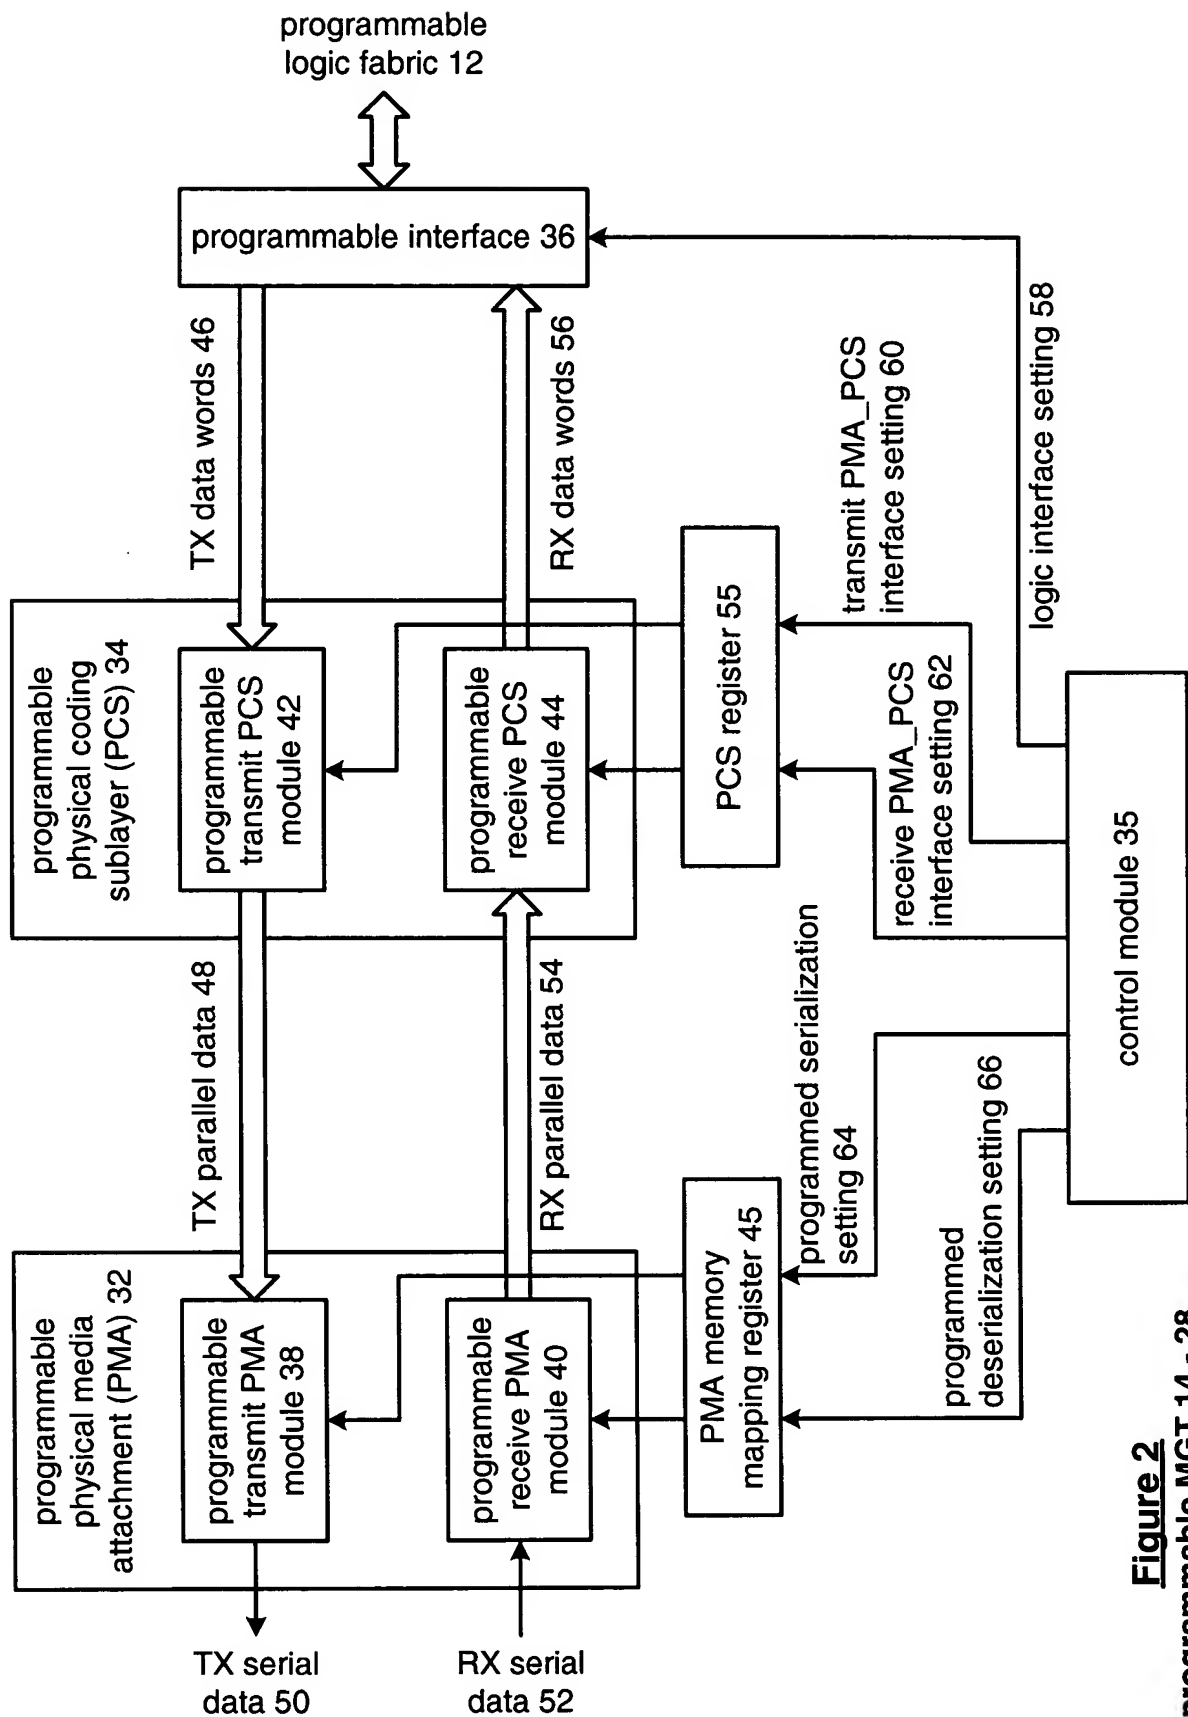 programmable
logic fabric 12
programmable interface 36
TX data words 46
RX data words 56
programmable
physical coding
sublayer (PCS) 34
programmable
transmit PCS
module 42
programmable
receive PCS
module 44
PCS register 55
transmit PMA_PCS
interface setting 60
receive PMA_PCS
interface setting 62
logic interface setting 58
TX parallel data 48
RX parallel data 54
programmable
physical media
attachment (PMA) 32
programmable
transmit PMA
module 38
programmable
receive PMA
module 40
PMA memory
mapping register 45
programmed serialization
setting 64
programmed
deserialization setting 66
control module 35
TX serial
data 50
RX serial
data 52
Figure 2
programmable MGT 14 - 28